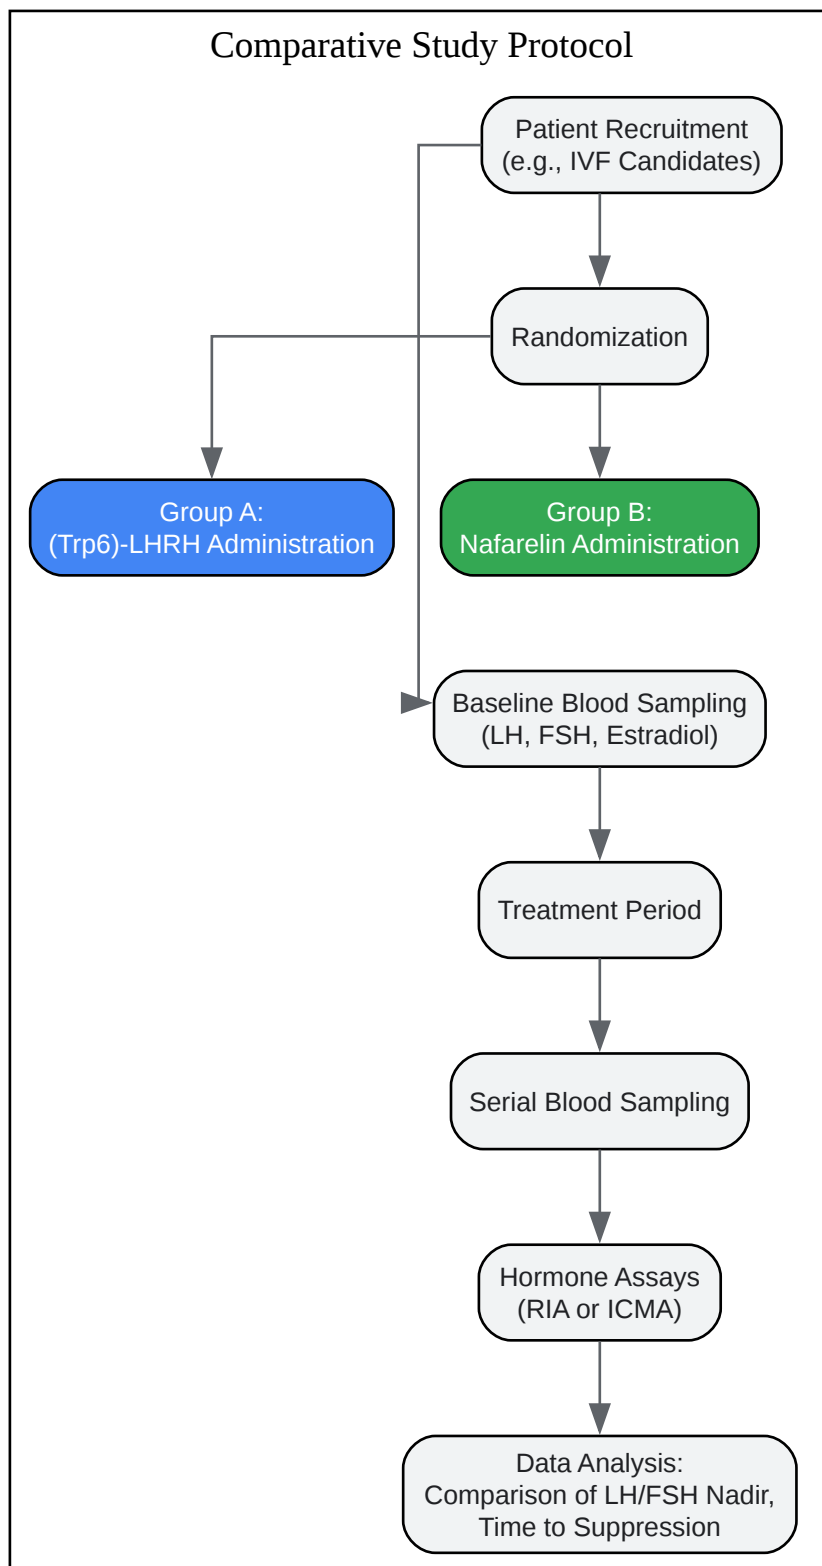 Comparative Study Protocol
Patient Recruitment
(e.g., IVF Candidates)
Randomization
Group A:
(Trp6)-LHRH Administration
Group B:
Nafarelin Administration
Baseline Blood Sampling
(LH, FSH, Estradiol)
Treatment Period
Serial Blood Sampling
Hormone Assays
(RIA or ICMA)
Data Analysis:
Comparison of LH/FSH Nadir,
Time to Suppression